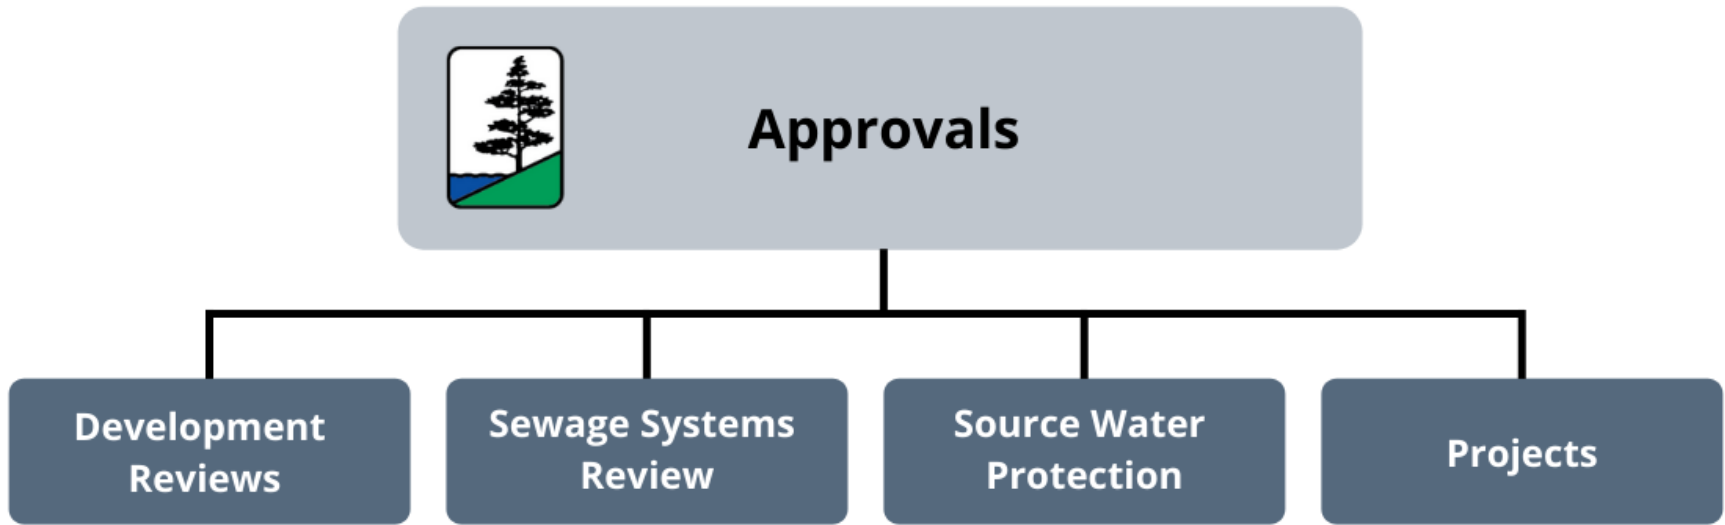 Approvals
Development
Reviews
Sewage Systems
Review
Source Water
Protection
Projects